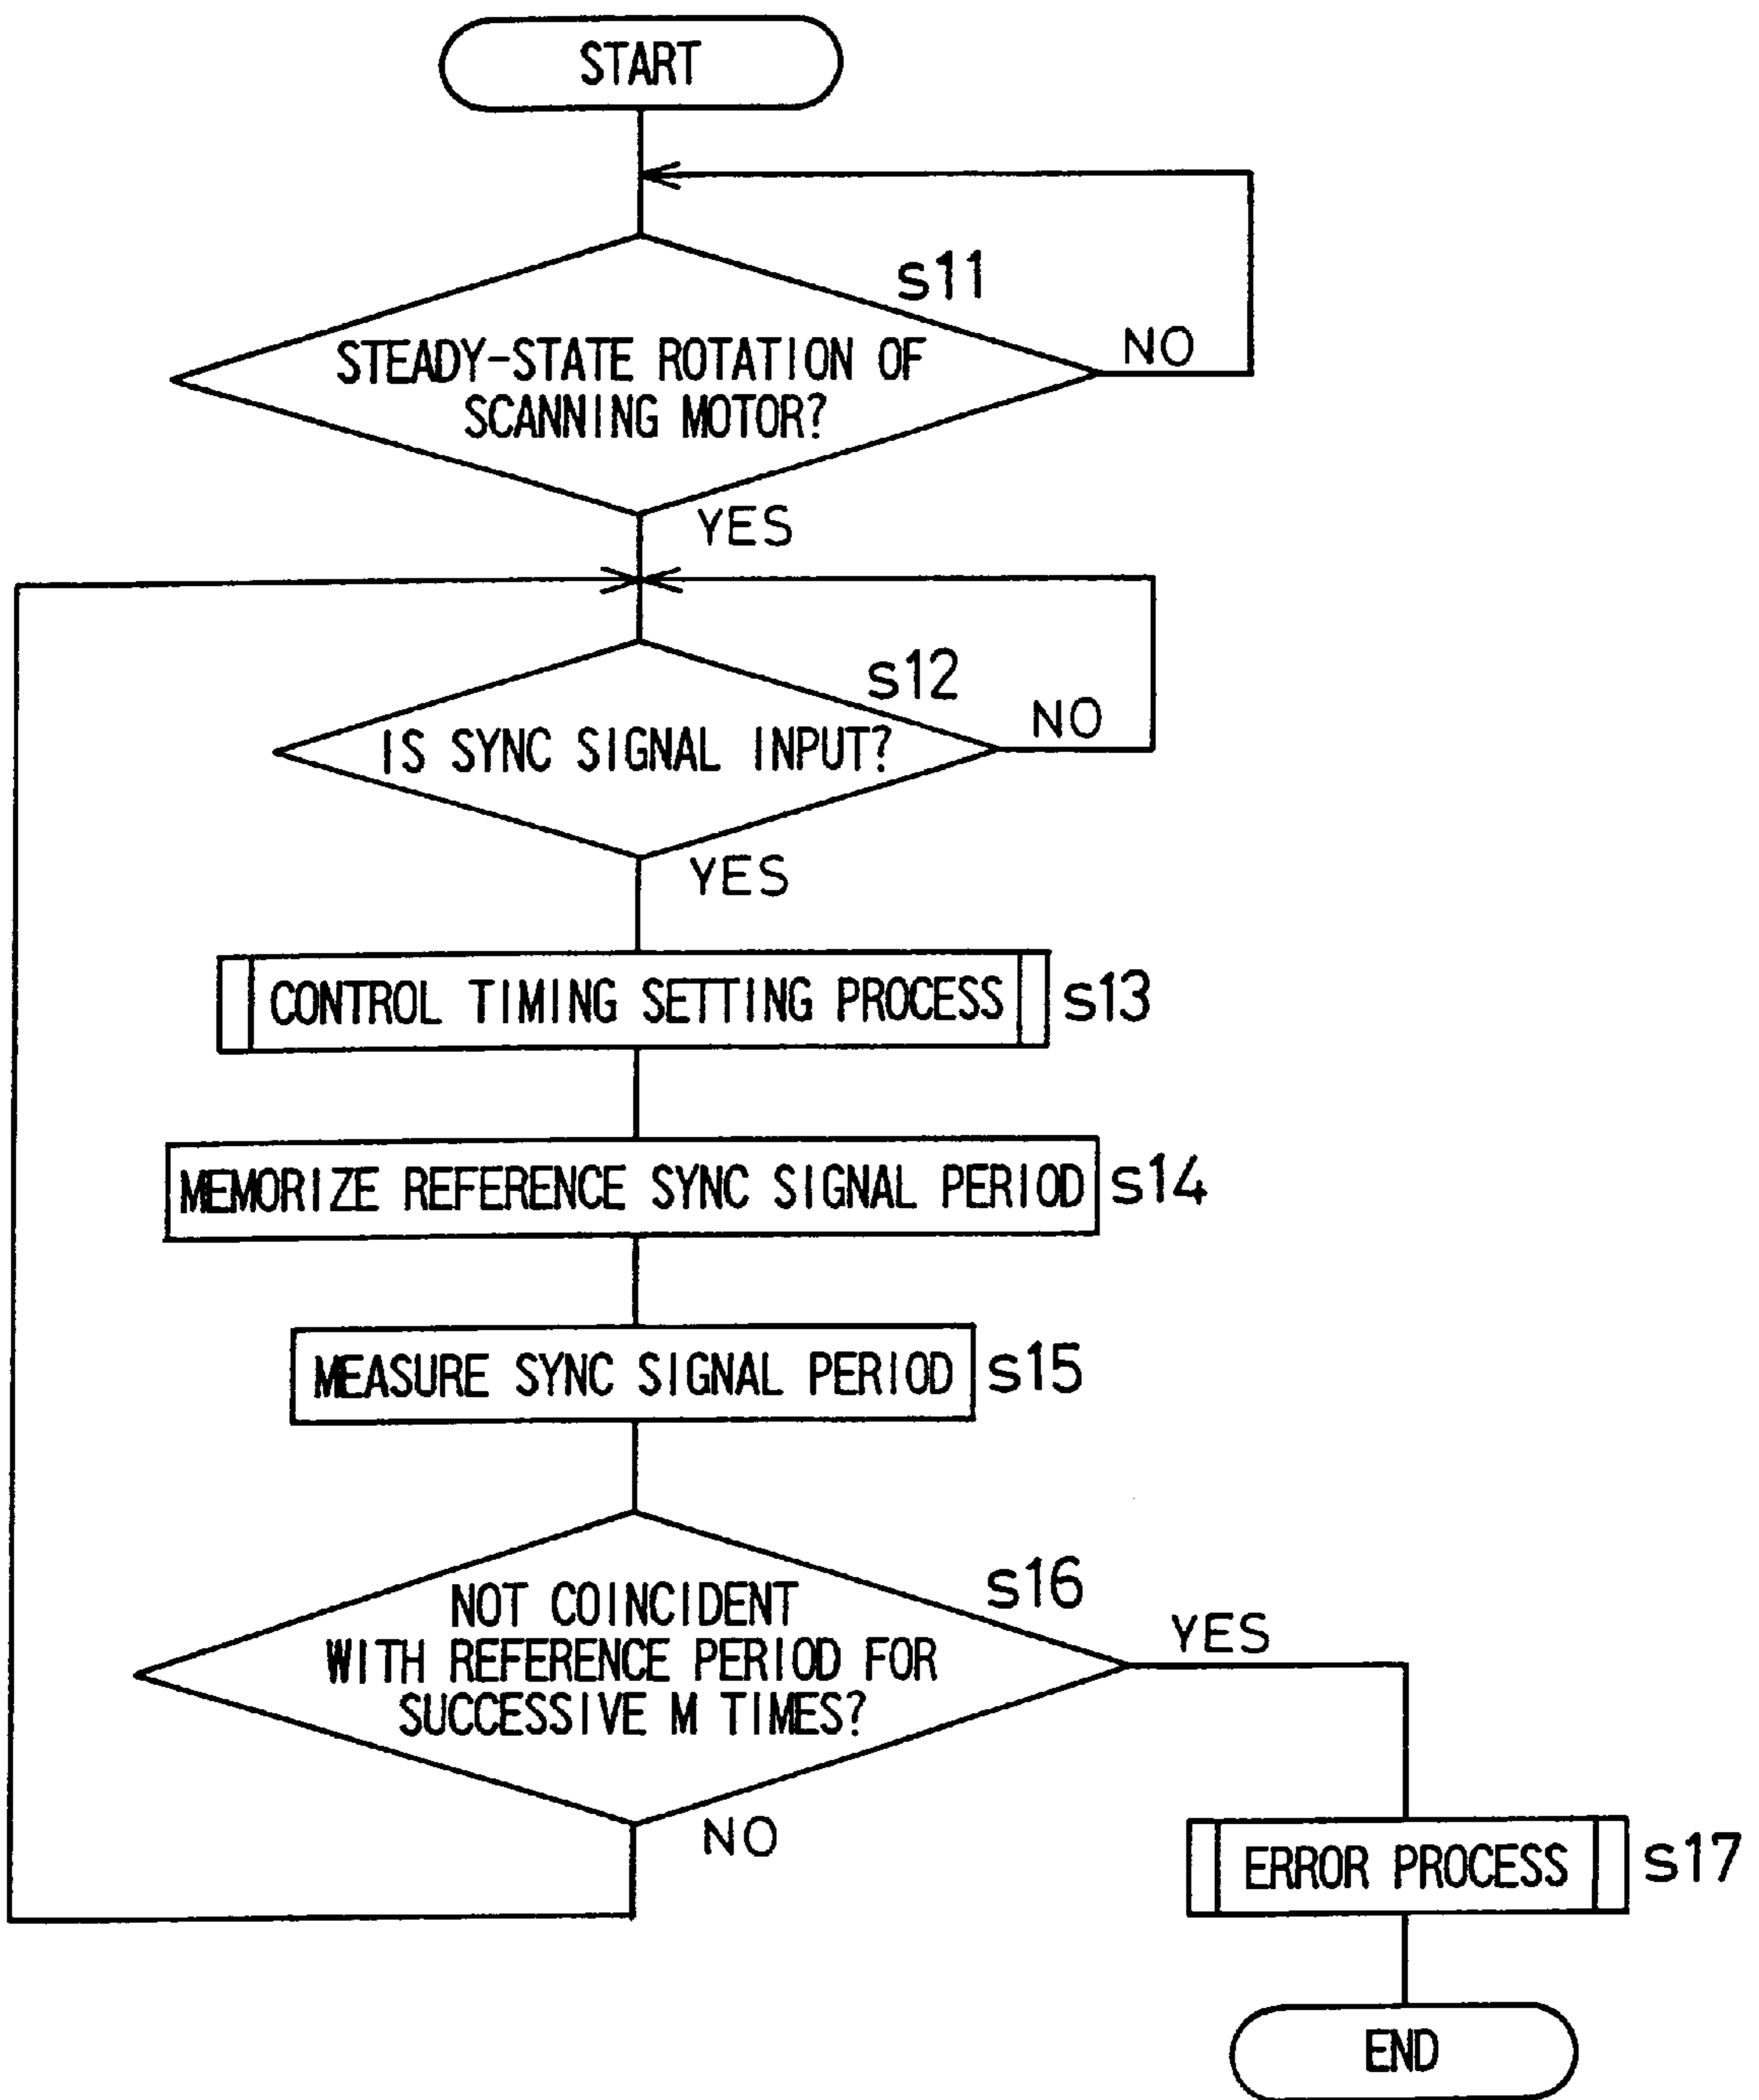 START
s11
STEADY-STATE ROTATION OF
SCANNING MOTOR?
NO
YES
s12
IS SYNC SIGNAL INPUT?
NO
YES
CONTROL TIMING SETTING PROCESS
s13
MEMORIZE REFERENCE SYNC SIGNAL PERIOD
s14
MEASURE SYNC SIGNAL PERIOD
s15
s16
NOT COINCIDENT
WITH REFERENCE PERIOD FOR
SUCCESSIVE M TIMES?
YES
NO
ERROR PROCESS
s17
END